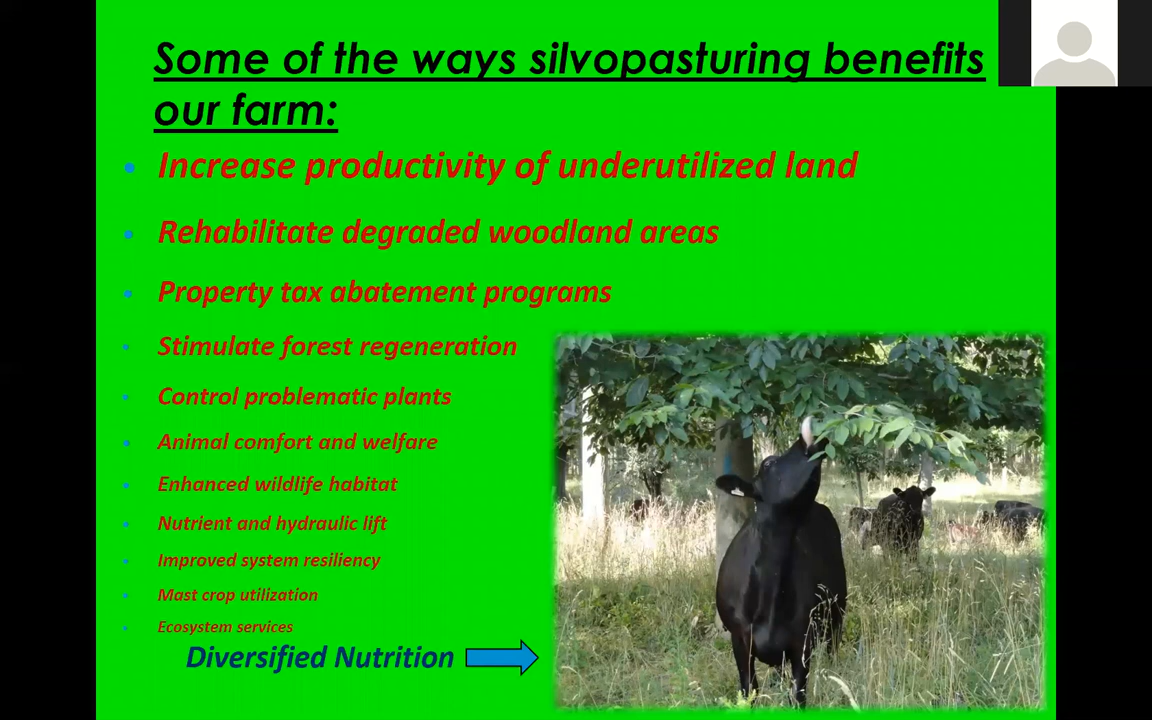 Some of the ways silvopasturing benefits
our farm:
Increase productivity of underutilized land
Rehabilitate degraded woodland areas
Property tax abatement programs
Stimulate forest regeneration
Control problematic plants
Animal comfort and welfare
Enhanced wildlife habitat
Nutrient and hydraulic lift
Improved system resiliency
Mast crop utilization
Ecosystem services
Diversified Nutrition